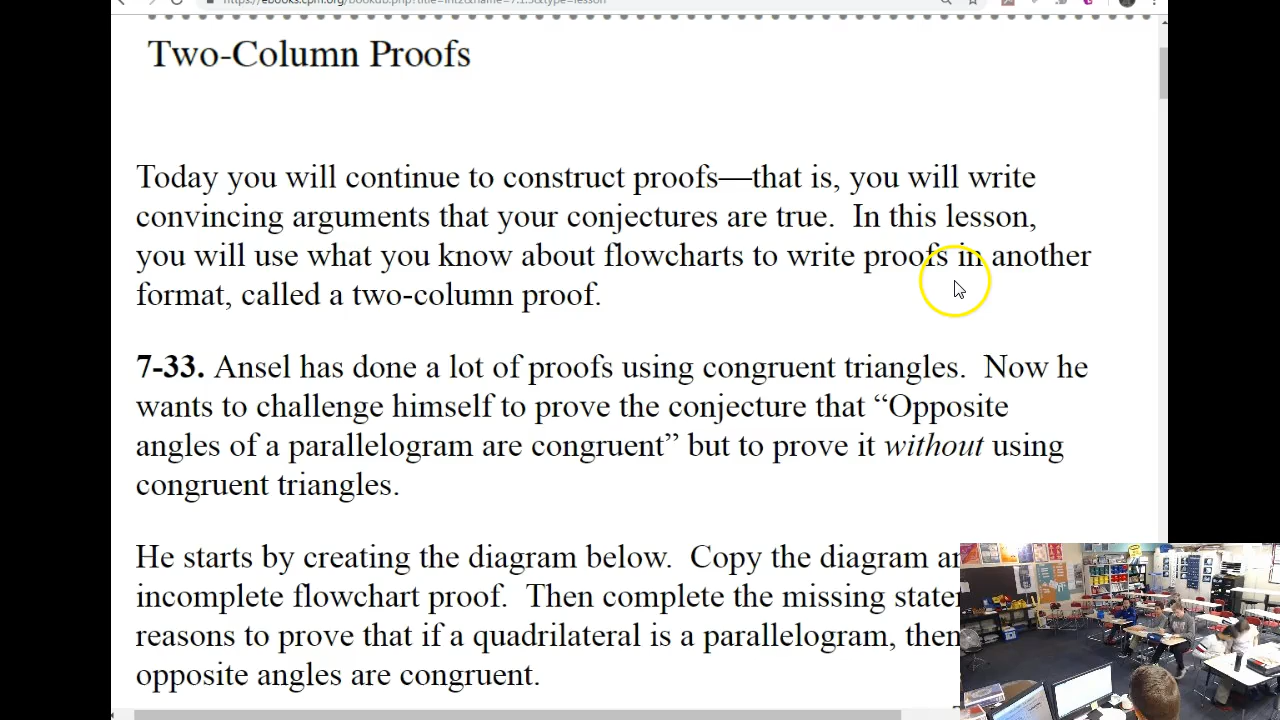 Two-Column Proofs
Today you will continue to construct proofs—that is, you will write
convincing arguments that your conjectures are true.  In this lesson,
you will use what you know about flowcharts to write proofs in another
format, called a two-column proof.
7-33. Ansel has done a lot of proofs using congruent triangles.  Now he
wants to challenge himself to prove the conjecture that “Opposite
angles of a parallelogram are congruent” but to prove it without using
congruent triangles.
He starts by creating the diagram below.  Copy the diagram an
incomplete flowchart proof.  Then complete the missing state
reasons to prove that if a quadrilateral is a parallelogram, then
opposite angles are congruent.